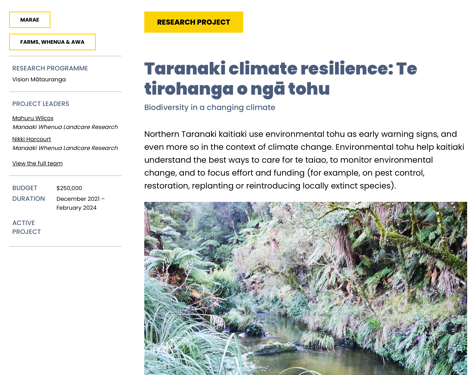 MARAE
FARMS, WHENUA & AWA
RESEARCH PROGRAMME
Vision Mātauranga
PROJECT LEADERS
Mahuru Wilcox
Manaaki Whenua Landcare Research
Nikki Harcourt
Manaaki Whenua Landcare Research
View the full team
BUDGET $250,000
DURATION December 2021 –
February 2024
ACTIVE
PROJECT
RESEARCH PROJECT
Taranaki climate resilience: Te
tirohanga o ngā tohu
Biodiversity in a changing climate
Northern Taranaki kaitiaki use environmental tohu as early warning signs, and
even more so in the context of climate change. Environmental tohu help kaitiaki
understand the best ways to care for te taiao, to monitor environmental
change, and to focus effort and funding (for example, on pest control,
restoration, replanting or reintroducing locally extinct species).